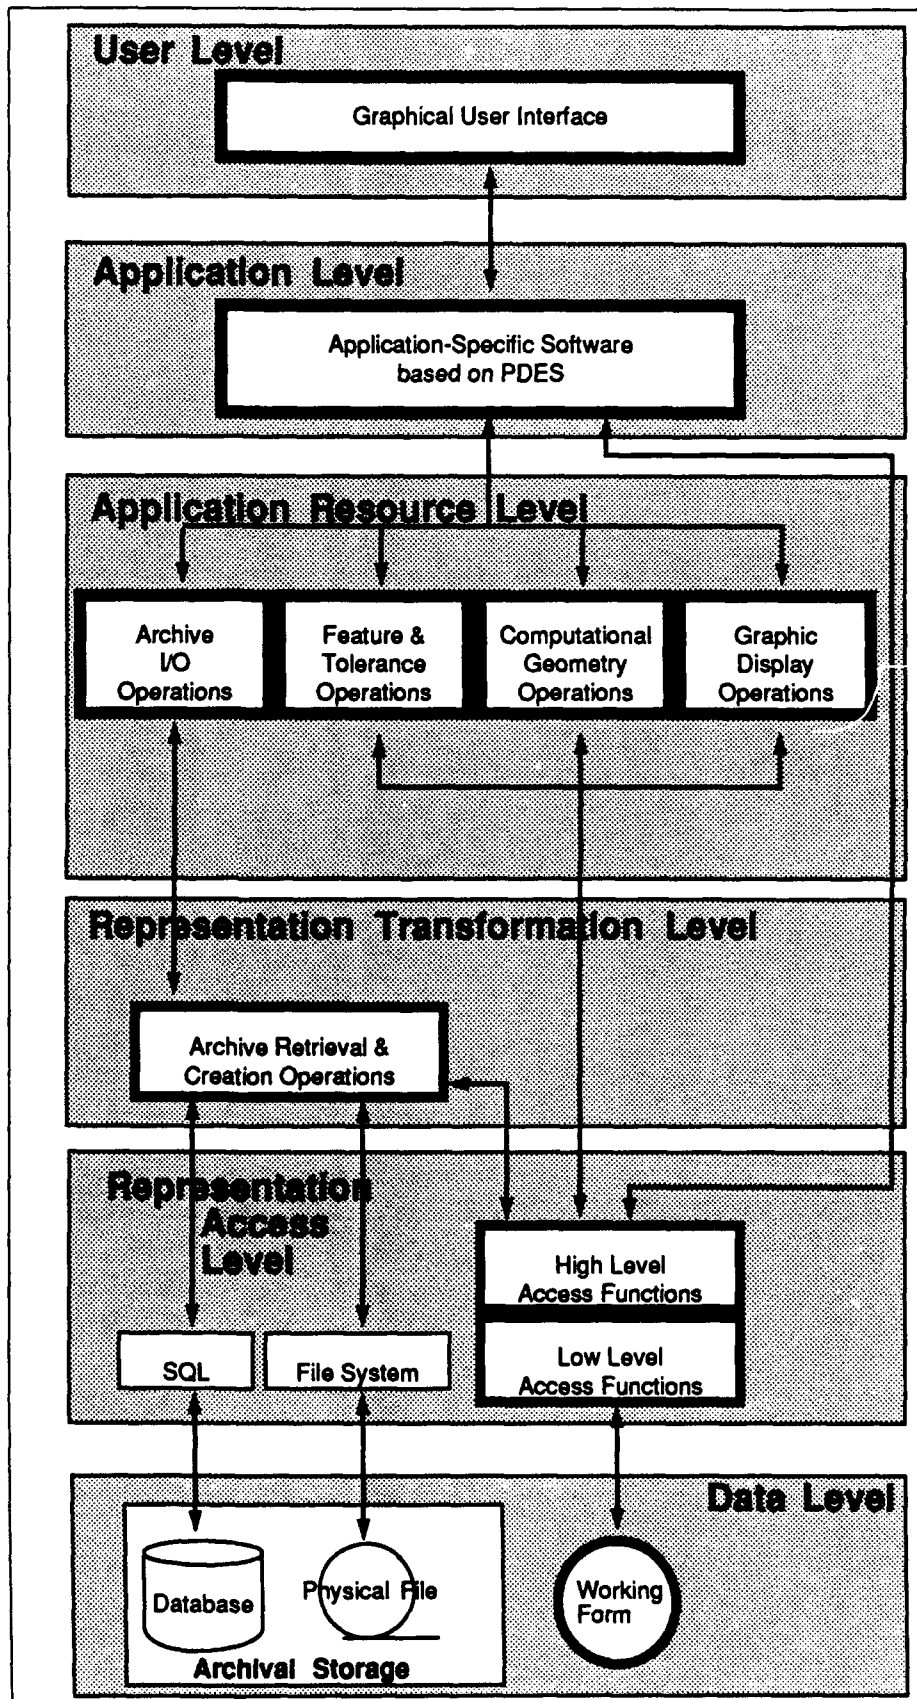 User Level
Graphical User Interface
Application Level
Application-Specific Software
based on PDES
Application Resource Level
Archive
I/O
Operations
Feature &
Tolerance
Operations
Computational
Geometry
Operations
Graphic
Display
Operations
Representation Transformation Level
Archive Retrieval &
Creation Operations
Representation
Access
Level
High Level
Access Functions
Low Level
Access Functions
SQL
File System
Data Level
Database
Physical File
Working
Form
Archival Storage